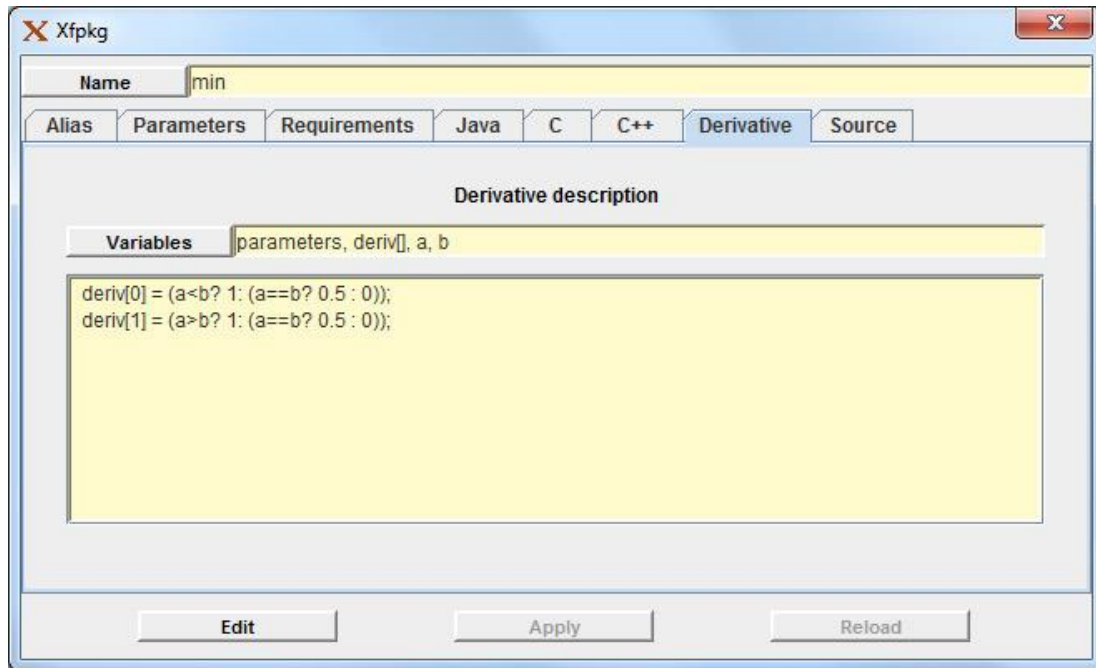 Xfpkg
Name min
Alias Parameters Requirements Java C C++ Derivative Source
Derivative description
Variables parameters, deriv[], a, b
deriv[0] = (a<b? 1: (a==b? 0.5 : 0));
deriv[1] = (a>b? 1: (a==b? 0.5 : 0));
Edit Apply Reload